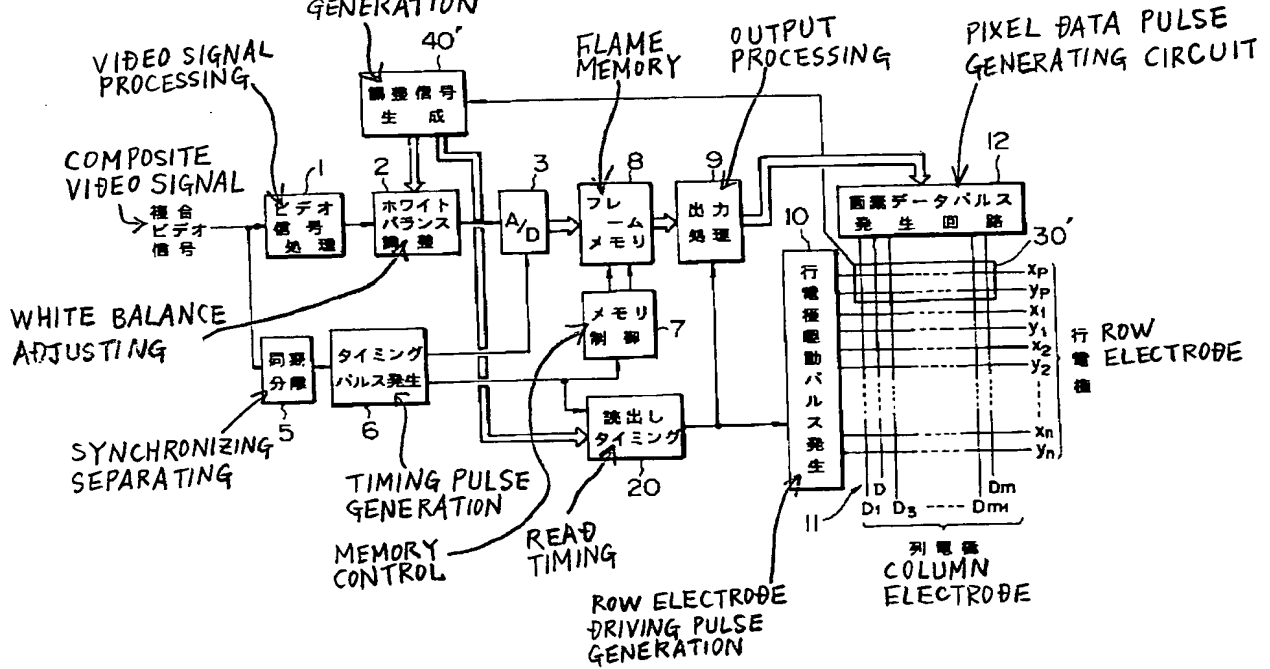 GENERATION
40'
VIDEO SIGNAL
PROCESSING
FLAME
MEMORY
OUTPUT
PROCESSING
PIXEL DATA PULSE
GENERATING CIRCUIT
調整信号
生成
COMPOSITE
VIDEO SIGNAL
複合
ビデオ
信号
1
ビデオ
信号
処理
2
ホワイト
バランス
調整
3
A/D
8
フレ
ーム
メモリ
9
出力
処理
12
画素データパルス
発生回路
30'
10
行電極駆動パルス発生
メモリ
制御
7
WHITE BALANCE
ADJUSTING
同期
分離
5
タイミング
パルス発生
6
読出し
タイミング
20
XP
YP
X1
Y1
X2
Y2
Xn
Yn
行電極
ROW
ELECTRODE
SYNCHRONIZING
SEPARATING
TIMING PULSE
GENERATION
MEMORY
CONTROL
READ
TIMING
11
D
Dm
D1 D3 ---- Dm1
列電極
COLUMN
ELECTRODE
ROW ELECTRODE
DRIVING PULSE
GENERATION